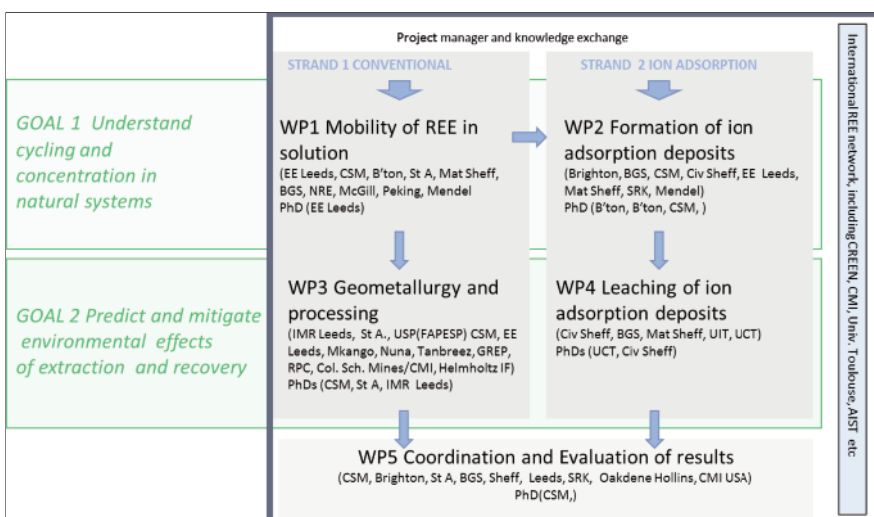 Project manager and knowledge exchange
STRAND 1 CONVENTIONAL
STRAND 2 ION ADSORPTION
GOAL 1 Understand
cycling and
concentration in
natural systems
WP1 Mobility of REE in
solution
(EE Leeds, CSM, B'ton, St A, Mat Sheff,
BGS, NRE, McGill, Peking, Mendel
PhD (EE Leeds)
WP2 Formation of ion
adsorption deposits
(Brighton, BGS, CSM, Civ Sheff, EE Leeds,
Mat Sheff, SRK, Mendel)
PhD (B'ton, B'ton, CSM, )
GOAL 2 Predict and mitigate
environmental effects
of extraction and recovery
WP3 Geometallurgy and
processing
(IMR Leeds, St A., USP(FAPESP) CSM, EE
Leeds, Mkango, Nuna, Tanbreez, GREP,
RPC, Col. Sch. Mines/CMI, Helmholtz IF)
PhDs (CSM, St A, IMR Leeds)
WP4 Leaching of ion
adsorption deposits
(Civ Sheff, BGS, Mat Sheff, UIT, UCT)
PhDs (UCT, Civ Sheff)
WP5 Coordination and Evaluation of results
(CSM, Brighton, St A, BGS, Sheff, Leeds, SRK, Oakdene Hollins, CMI USA)
PhD(CSM,)
International REE network, including CREEN, CMI, Univ. Toulouse, AIST etc